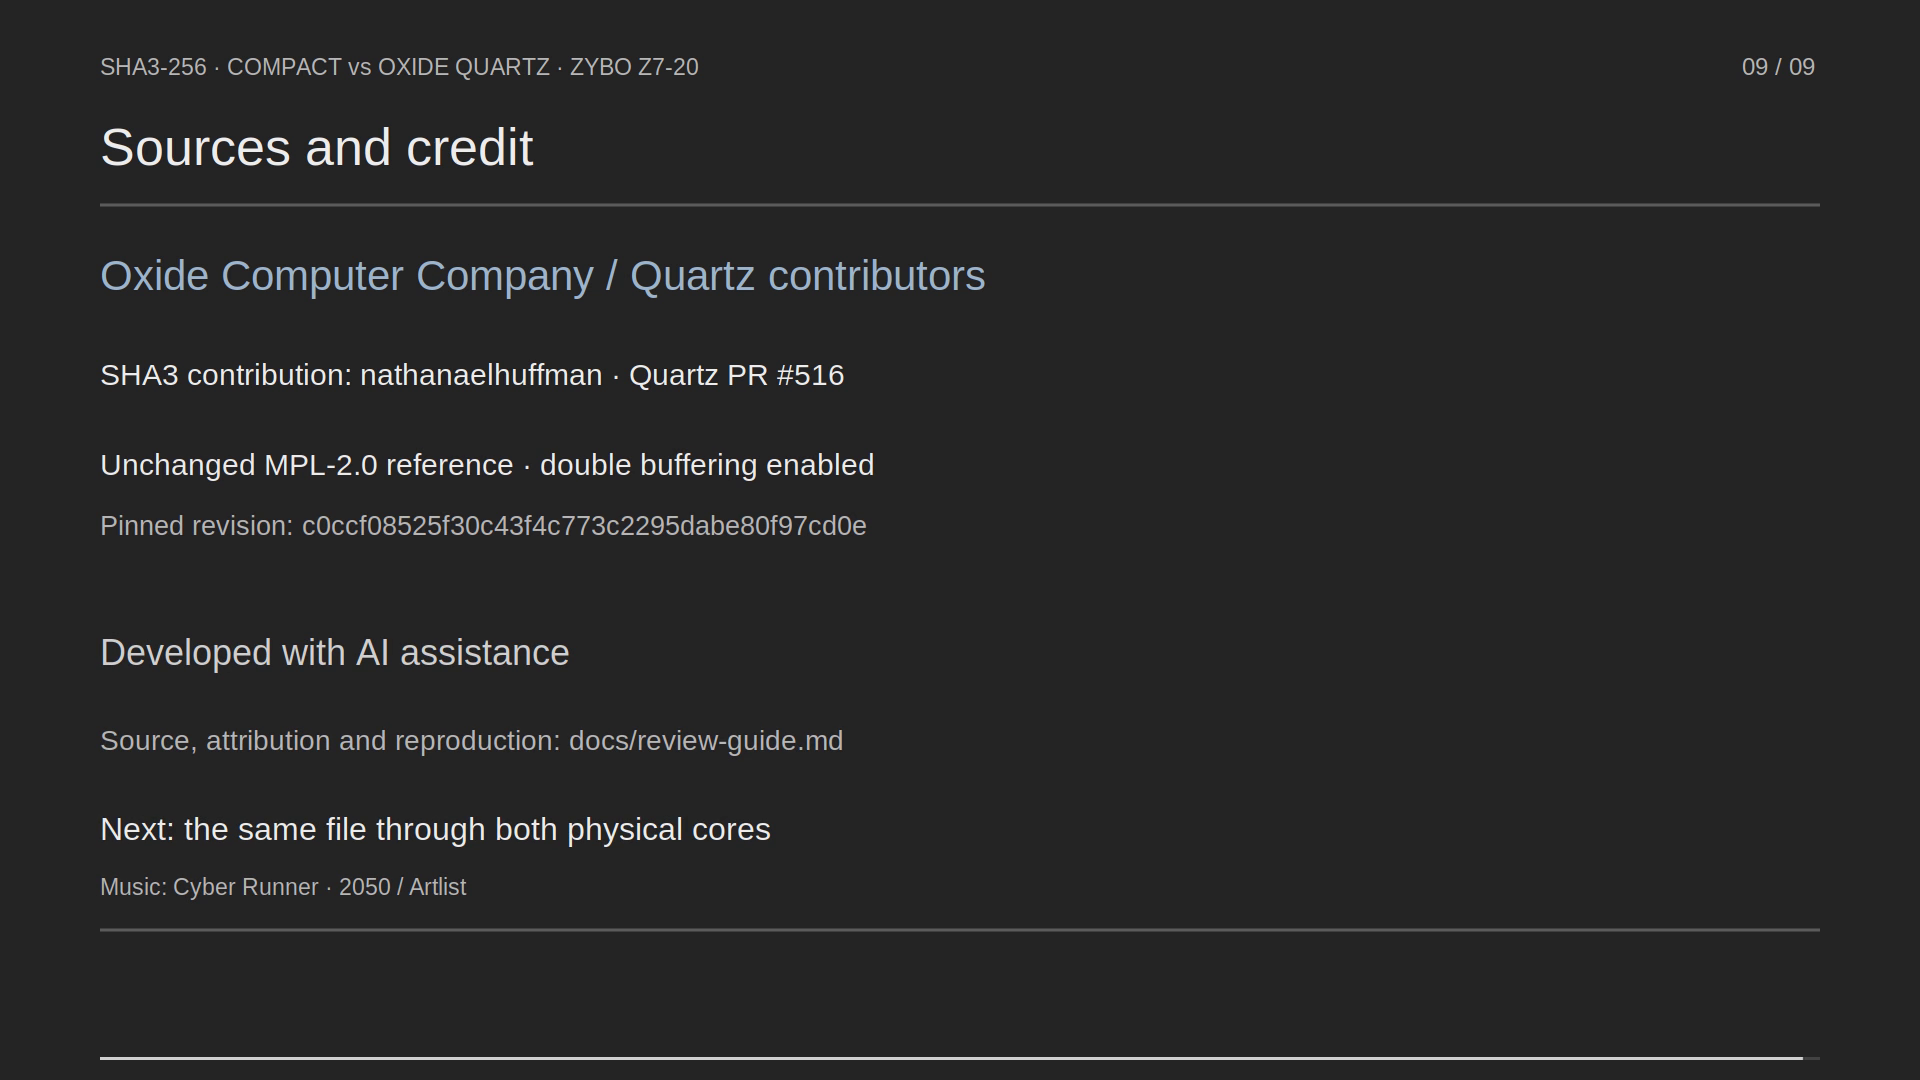 SHA3-256 · COMPACT vs OXIDE QUARTZ · ZYBO Z7-20
09 / 09
Sources and credit
Oxide Computer Company / Quartz contributors
SHA3 contribution: nathanaelhuffman · Quartz PR #516
Unchanged MPL-2.0 reference · double buffering enabled
Pinned revision: c0ccf08525f30c43f4c773c2295dabe80f97cd0e
Developed with AI assistance
Source, attribution and reproduction: docs/review-guide.md
Next: the same file through both physical cores
Music: Cyber Runner · 2050 / Artlist